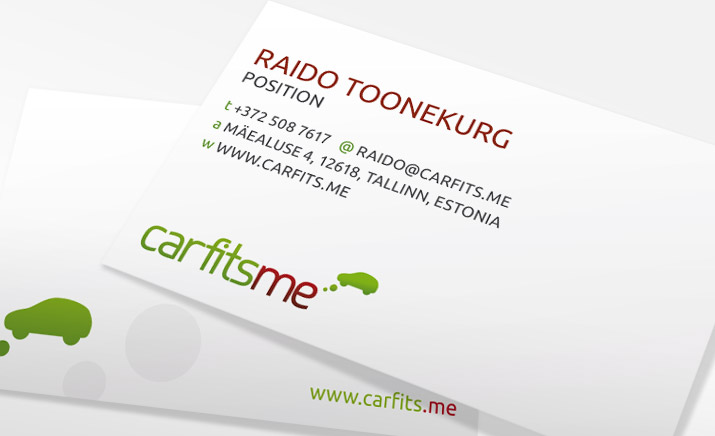 RAIDO TOONEKURG
POSITION
t +372 508 7617 @ RAIDO@CARFITS.ME
a MÄEALUSE 4, 12618, TALLINN, ESTONIA
w WWW.CARFITS.ME
carfitsme
www.carfits.me